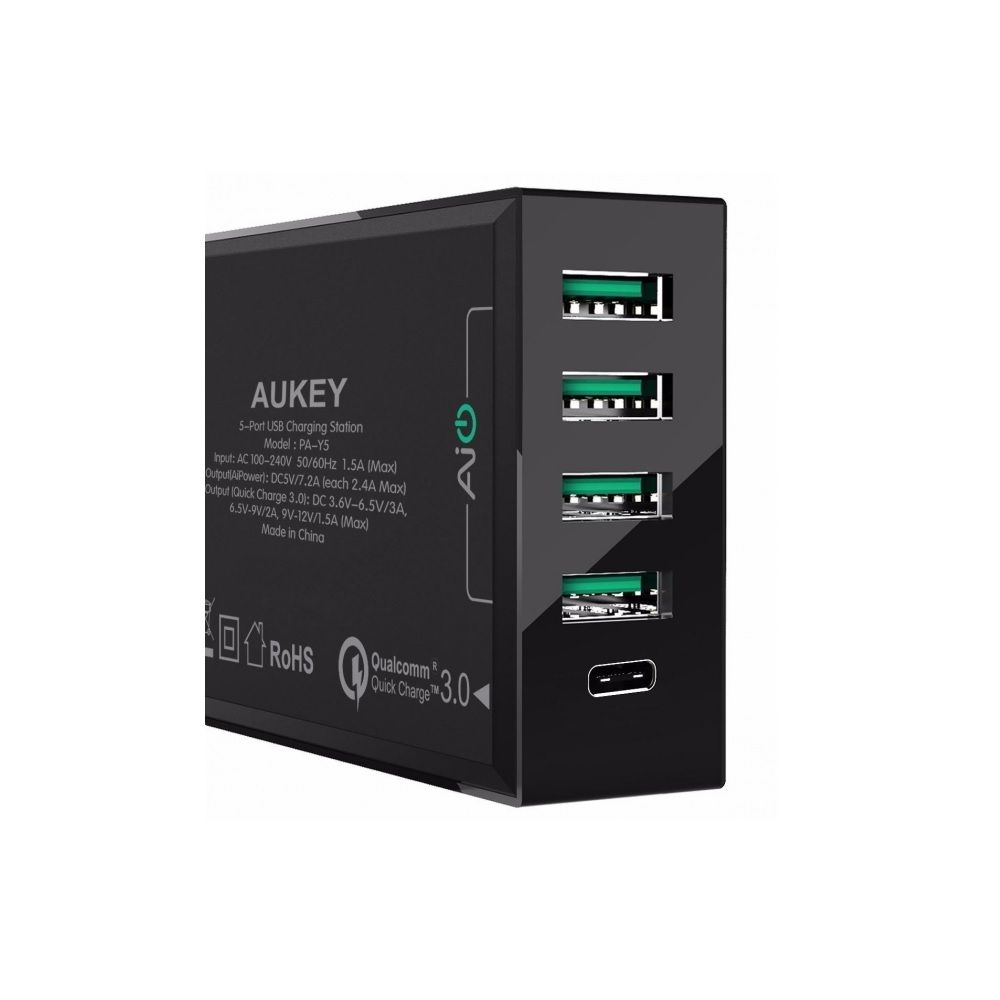 AUKEY
5-Port USB Charging Station
Model : PA-Y5
Input: AC 100-240V 50/60Hz 1.5A (Max)
Output(AiPower): DC5V/7.2A (each 2.4A Max)
Output (Quick Charge 3.0): DC 3.6V-6.5V/3A,
6.5V-9V/2A, 9V-12V/1.5A (Max)
Made in China
Ai
RoHS
Qualcomm R
Quick Charge™ 3.0